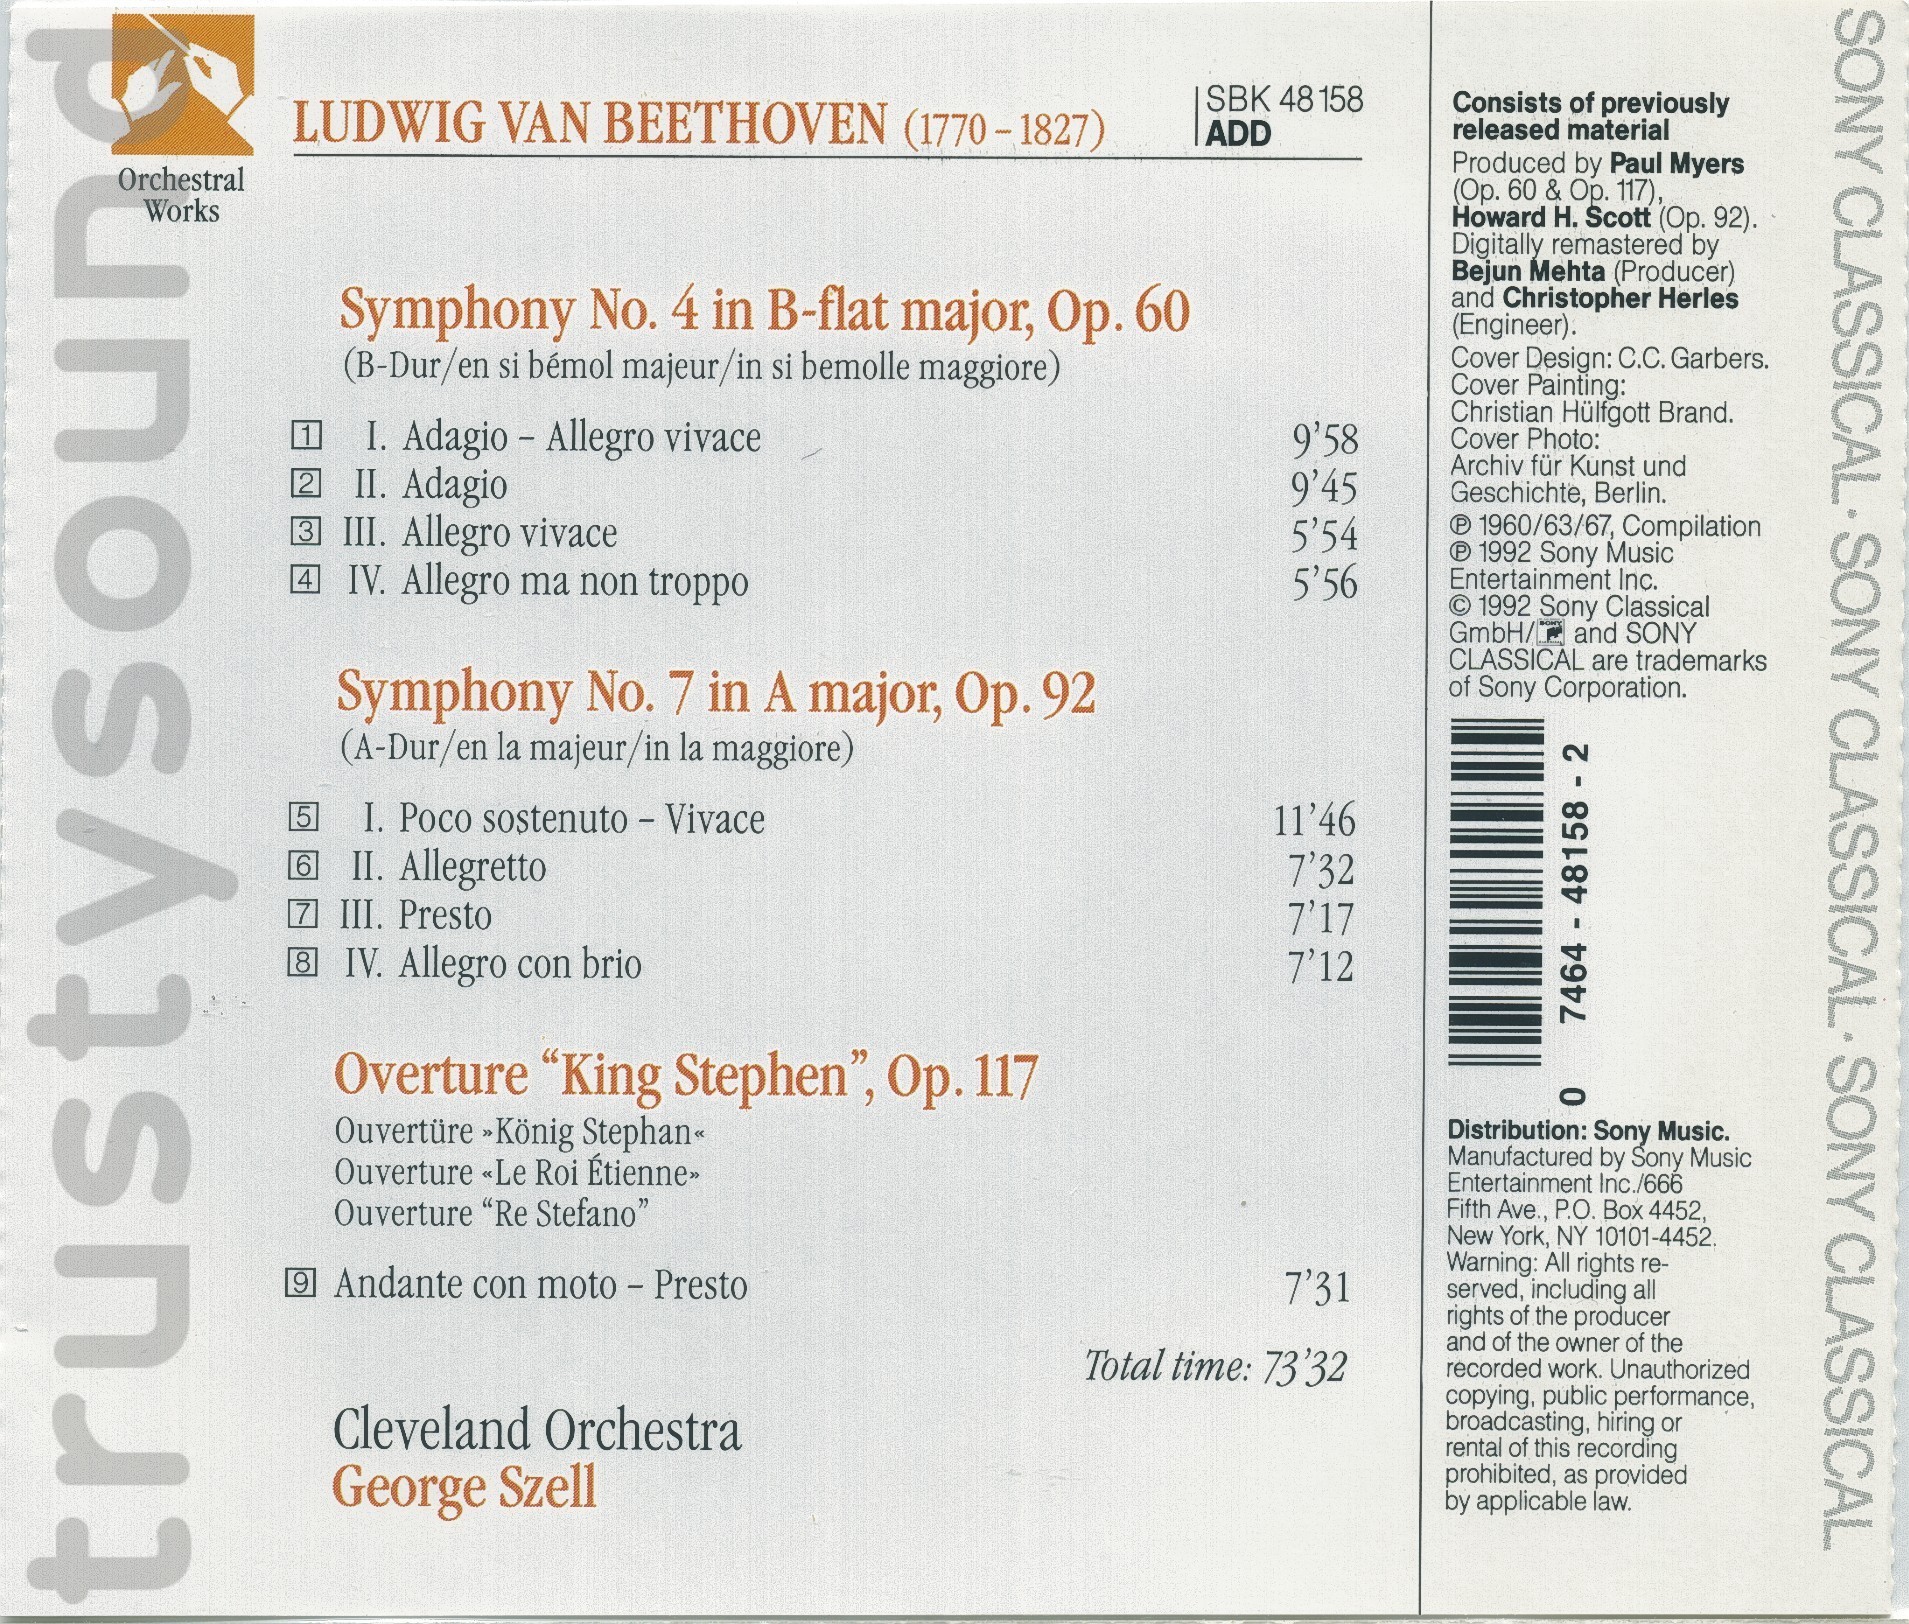 trustysound
Orchestral
Works
LUDWIG VAN BEETHOVEN (1770 – 1827)
SBK 48158
ADD
Symphony No. 4 in B-flat major, Op. 60
(B-Dur/en si bémol majeur/in si bemolle maggiore)
1 I. Adagio – Allegro vivace 9’58
2 II. Adagio 9’45
3 III. Allegro vivace 5’54
4 IV. Allegro ma non troppo 5’56
Symphony No. 7 in A major, Op. 92
(A-Dur/en la majeur/in la maggiore)
5 I. Poco sostenuto – Vivace 11’46
6 II. Allegretto 7’32
7 III. Presto 7’17
8 IV. Allegro con brio 7’12
Overture “King Stephen”, Op. 117
Ouvertüre »König Stephan«
Ouverture «Le Roi Étienne»
Ouverture “Re Stefano”
9 Andante con moto – Presto 7’31
Total time: 73’32
Cleveland Orchestra
George Szell
Consists of previously
released material
Produced by Paul Myers
(Op. 60 & Op. 117),
Howard H. Scott (Op. 92).
Digitally remastered by
Bejun Mehta (Producer)
and Christopher Herles
(Engineer).
Cover Design: C.C. Garbers.
Cover Painting:
Christian Hülfgott Brand.
Cover Photo:
Archiv für Kunst und
Geschichte, Berlin.
℗ 1960/63/67, Compilation
℗ 1992 Sony Music
Entertainment Inc.
© 1992 Sony Classical
GmbH/ SONY and SONY
CLASSICAL are trademarks
of Sony Corporation.
0 7464 - 48158 - 2
Distribution: Sony Music.
Manufactured by Sony Music
Entertainment Inc./666
Fifth Ave., P.O. Box 4452,
New York, NY 10101-4452.
Warning: All rights re-
served, including all
rights of the producer
and of the owner of the
recorded work. Unauthorized
copying, public performance,
broadcasting, hiring or
rental of this recording
prohibited, as provided
by applicable law.
SONY CLASSICAL · SONY CLASSICAL · SONY CLASSICAL